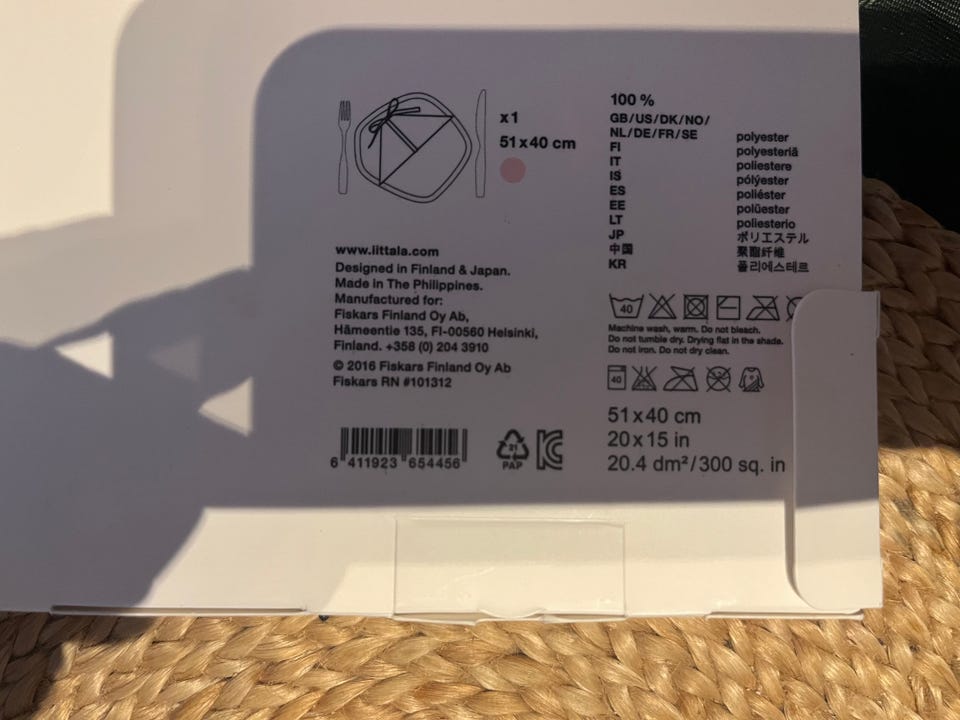 x1
51x40 cm
100 %
GB/US/DK/NO/
NL/DE/FR/SE polyester
FI polyesteriä
IT poliestere
IS pólýester
ES poliéster
EE polüester
LT poliesterio
JP ポリエステル
中国 聚酯纤维
KR 폴리에스테르
www.iittala.com
Designed in Finland & Japan.
Made in The Philippines.
Manufactured for:
Fiskars Finland Oy Ab,
Hämeentie 135, FI-00560 Helsinki,
Finland. +358 (0) 204 3910
© 2016 Fiskars Finland Oy Ab
Fiskars RN #101312
40
Machine wash, warm. Do not bleach.
Do not tumble dry. Drying flat in the shade.
Do not iron. Do not dry clean.
40
51x40 cm
20x15 in
20.4 dm²/300 sq. in
6 411923 654456
21
PAP
KC